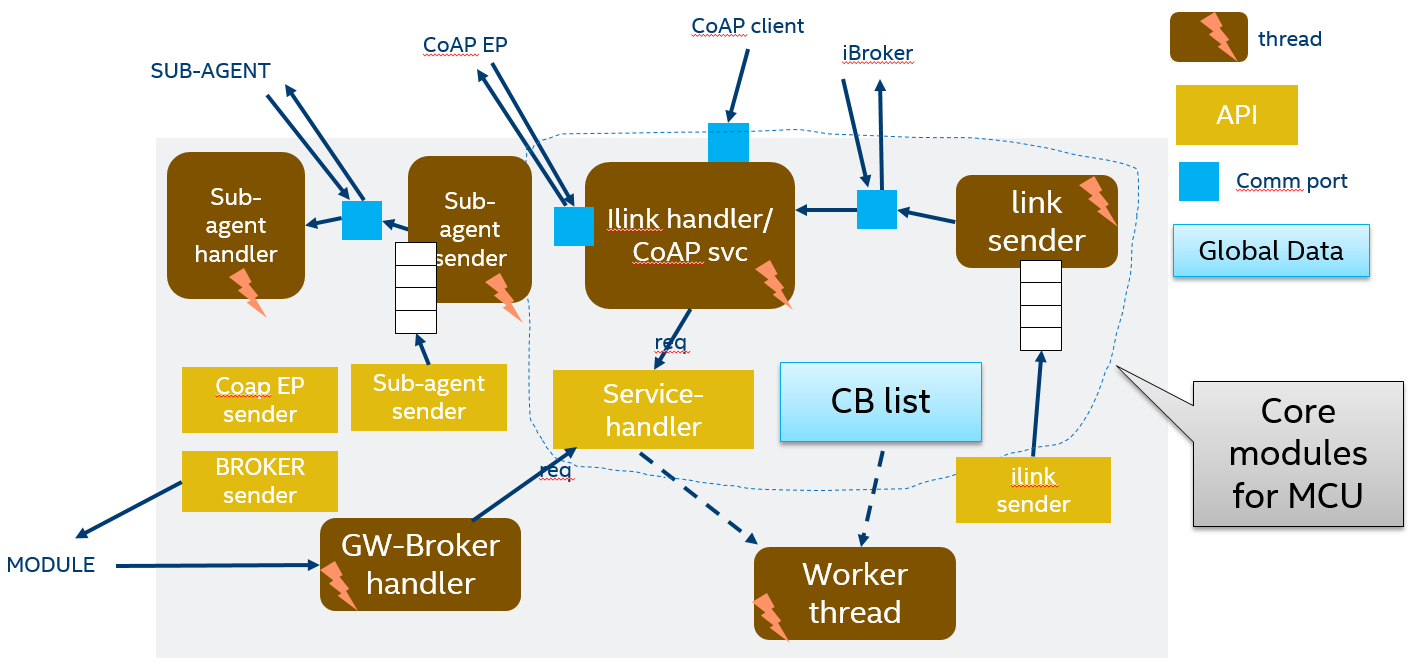 CoAP client
thread
CoAP EP
iBroker
SUB-AGENT
API
Comm port
Sub-
agent
handler
Sub-
agent
sender
Ilink handler/
CoAP svc
link
sender
Global Data
req
Coap EP
sender
Sub-agent
sender
Service-
handler
CB list
Core
modules
for MCU
BROKER
sender
req
ilink
sender
GW-Broker
handler
MODULE
Worker
thread